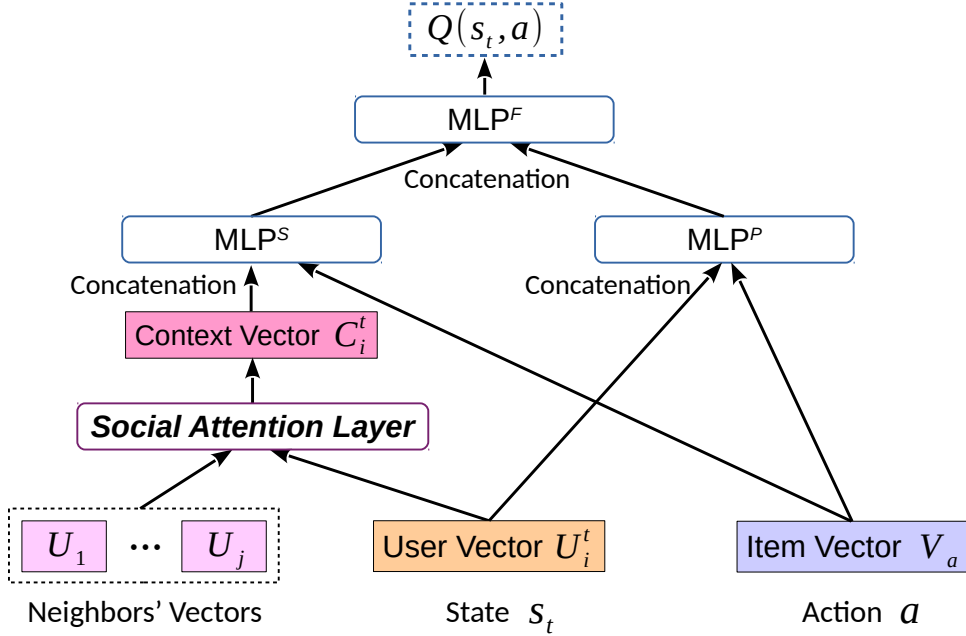 Q(s_t, a)
MLP^F
Concatenation
MLP^S
MLP^P
Concatenation
Concatenation
Context Vector C_i^t
Social Attention Layer
U_1 ... U_j
User Vector U_i^t
Item Vector V_a
Neighbors’ Vectors
State s_t
Action a